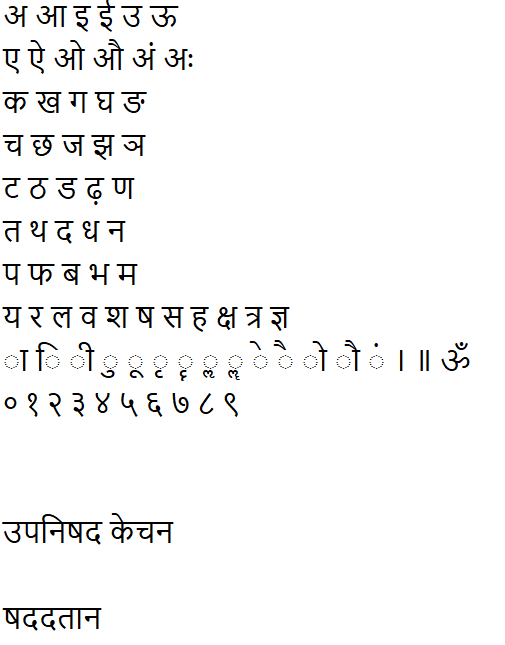 अ आ इ ई उ ऊ
ए ऐ ओ औ अं अः
क ख ग घ ङ
च छ ज झ ञ
ट ठ ड ढ़ ण
त थ द ध न
प फ ब भ म
य र ल व श ष स ह क्ष त्र ज्ञ
ा ि ी ु ू ृ ॄ ॢ ॣ े ै ो ौ ं । ॥ ॐ
० १ २ ३ ४ ५ ६ ७ ८ ९
उपनिषद केचन
षददतान